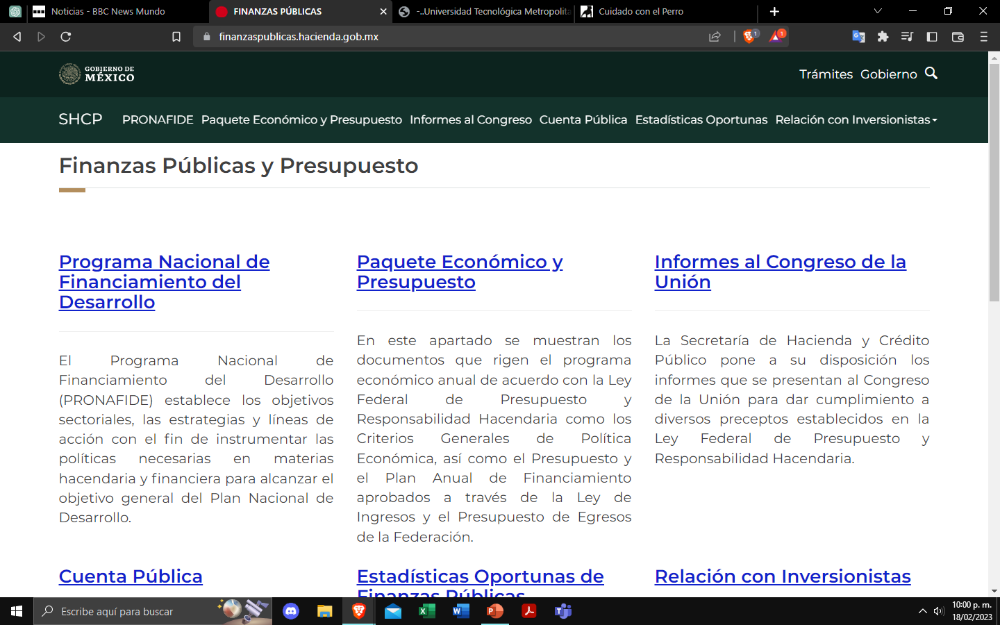 Noticias - BBC News Mundo
FINANZAS PÚBLICAS
-..Universidad Tecnológica Metropolita
Cuidado con el Perro
finanzaspublicas.hacienda.gob.mx
1
1
GOBIERNO DE
MÉXICO
Trámites Gobierno
SHCP PRONAFIDE Paquete Económico y Presupuesto Informes al Congreso Cuenta Pública Estadísticas Oportunas Relación con Inversionistas
Finanzas Públicas y Presupuesto
Programa Nacional de
Financiamiento del
Desarrollo
El Programa Nacional de
Financiamiento del Desarrollo
(PRONAFIDE) establece los objetivos
sectoriales, las estrategias y líneas de
acción con el fin de instrumentar las
políticas necesarias en materias
hacendaria y financiera para alcanzar el
objetivo general del Plan Nacional de
Desarrollo.
Paquete Económico y
Presupuesto
En este apartado se muestran los
documentos que rigen el programa
económico anual de acuerdo con la Ley
Federal de Presupuesto y
Responsabilidad Hacendaria como los
Criterios Generales de Política
Económica, así como el Presupuesto y
el Plan Anual de Financiamiento
aprobados a través de la Ley de
Ingresos y el Presupuesto de Egresos
de la Federación.
Informes al Congreso de la
Unión
La Secretaría de Hacienda y Crédito
Público pone a su disposición los
informes que se presentan al Congreso
de la Unión para dar cumplimiento a
diversos preceptos establecidos en la
Ley Federal de Presupuesto y
Responsabilidad Hacendaria.
Cuenta Pública
Estadísticas Oportunas de
Finanzas Públicas
Relación con Inversionistas
Escribe aquí para buscar
10:00 p. m.
18/02/2023